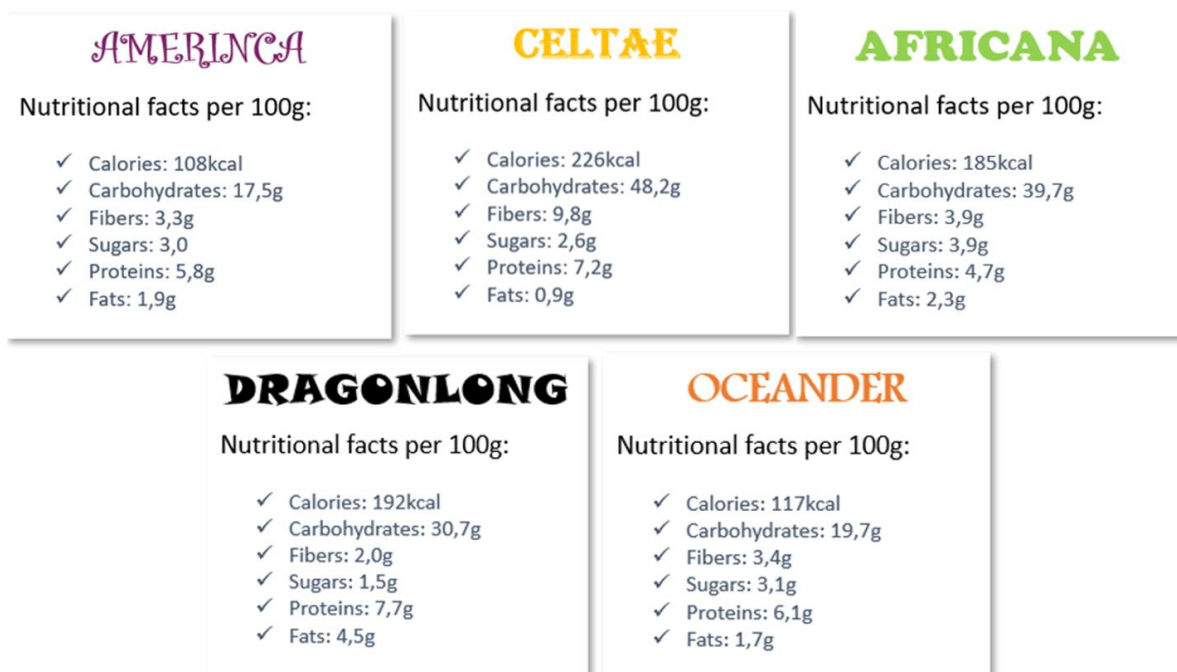 AMERINCA
Nutritional facts per 100g:
✓ Calories: 108kcal
✓ Carbohydrates: 17,5g
✓ Fibers: 3,3g
✓ Sugars: 3,0
✓ Proteins: 5,8g
✓ Fats: 1,9g
CELTAE
Nutritional facts per 100g:
✓ Calories: 226kcal
✓ Carbohydrates: 48,2g
✓ Fibers: 9,8g
✓ Sugars: 2,6g
✓ Proteins: 7,2g
✓ Fats: 0,9g
AFRICANA
Nutritional facts per 100g:
✓ Calories: 185kcal
✓ Carbohydrates: 39,7g
✓ Fibers: 3,9g
✓ Sugars: 3,9g
✓ Proteins: 4,7g
✓ Fats: 2,3g
DRAGONLONG
Nutritional facts per 100g:
✓ Calories: 192kcal
✓ Carbohydrates: 30,7g
✓ Fibers: 2,0g
✓ Sugars: 1,5g
✓ Proteins: 7,7g
✓ Fats: 4,5g
OCEANDER
Nutritional facts per 100g:
✓ Calories: 117kcal
✓ Carbohydrates: 19,7g
✓ Fibers: 3,4g
✓ Sugars: 3,1g
✓ Proteins: 6,1g
✓ Fats: 1,7g